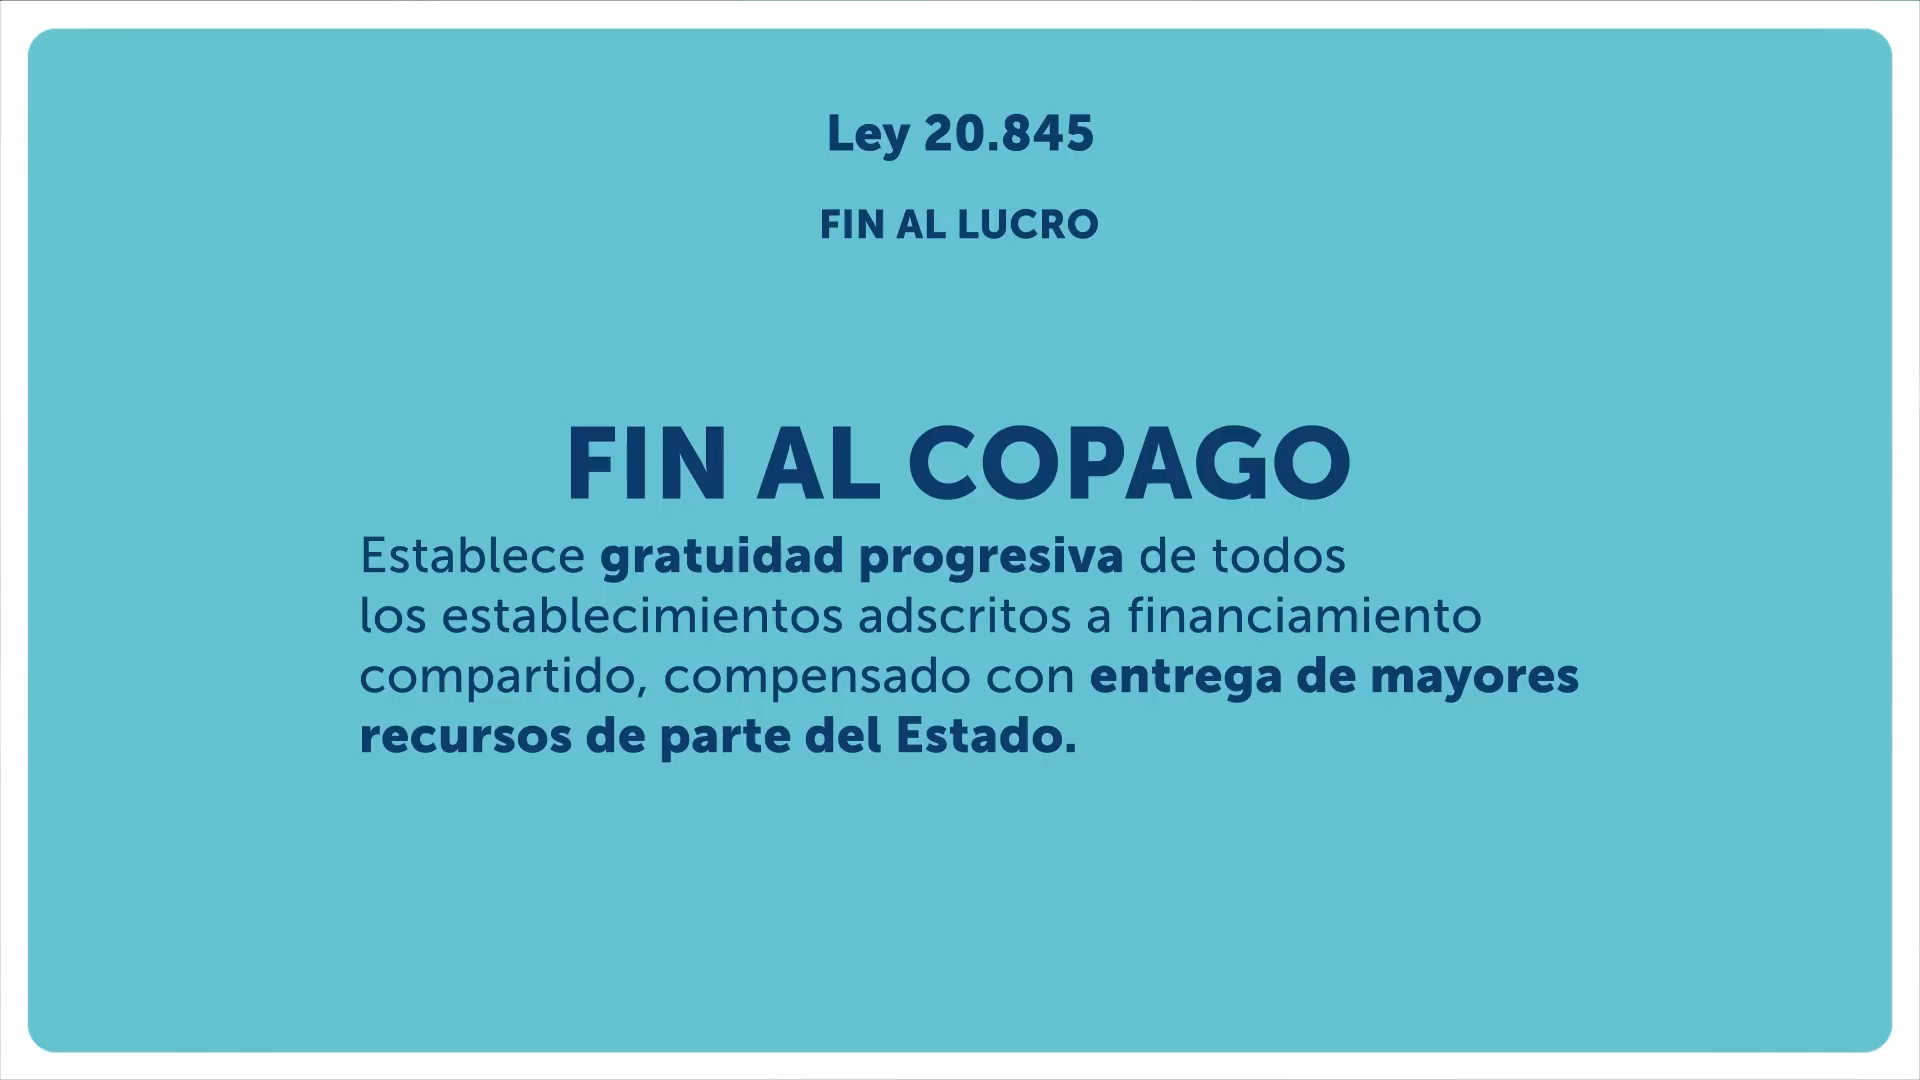 Ley 20.845
FIN AL LUCRO
FIN AL COPAGO
Establece gratuidad progresiva de todos
los establecimientos adscritos a financiamiento
compartido, compensado con entrega de mayores
recursos de parte del Estado.